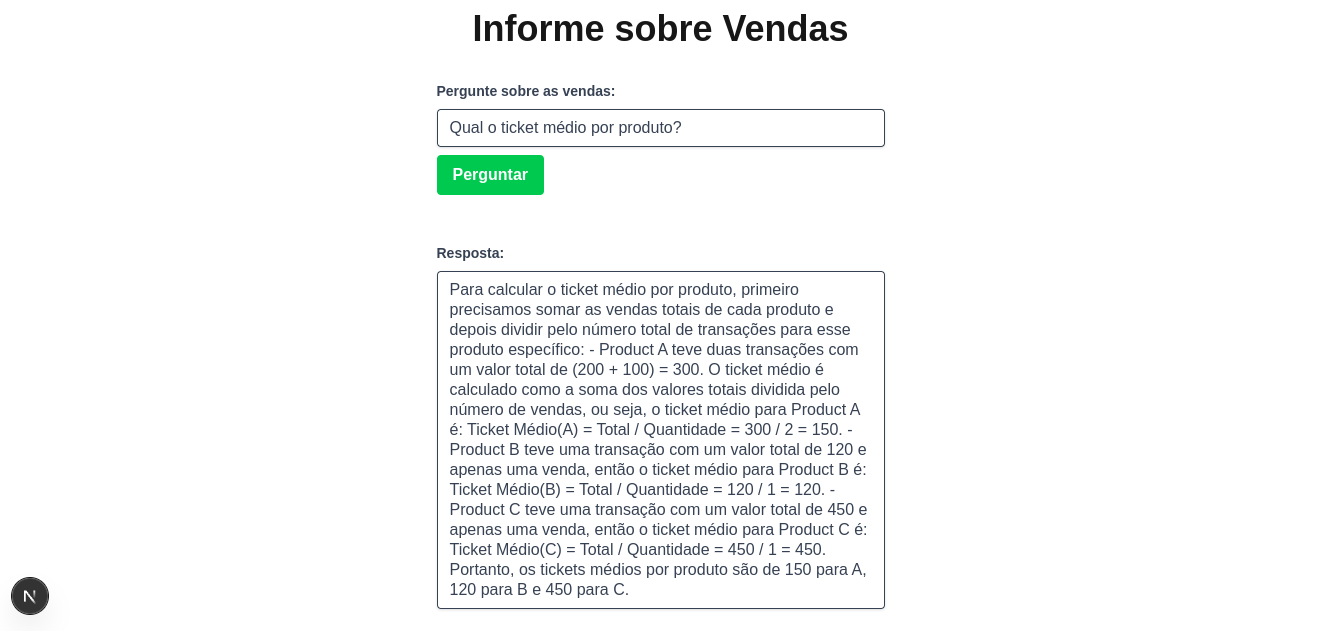 Informe sobre Vendas
Pergunte sobre as vendas:
Qual o ticket médio por produto?
Perguntar
Resposta:
Para calcular o ticket médio por produto, primeiro
precisamos somar as vendas totais de cada produto e
depois dividir pelo número total de transações para esse
produto específico: - Product A teve duas transações com
um valor total de (200 + 100) = 300. O ticket médio é
calculado como a soma dos valores totais dividida pelo
número de vendas, ou seja, o ticket médio para Product A
é: Ticket Médio(A) = Total / Quantidade = 300 / 2 = 150. -
Product B teve uma transação com um valor total de 120 e
apenas uma venda, então o ticket médio para Product B é:
Ticket Médio(B) = Total / Quantidade = 120 / 1 = 120. -
Product C teve uma transação com um valor total de 450 e
apenas uma venda, então o ticket médio para Product C é:
Ticket Médio(C) = Total / Quantidade = 450 / 1 = 450.
Portanto, os tickets médios por produto são de 150 para A,
120 para B e 450 para C.
N